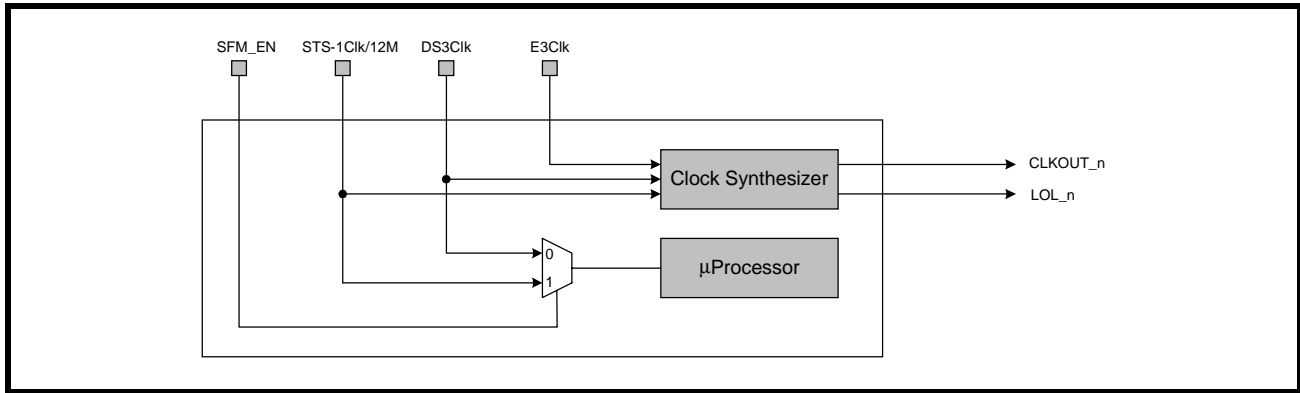 SFM_EN STS-1Clk/12M DS3Clk E3Clk
Clock Synthesizer
CLKOUT_n
LOL_n
0
1
µProcessor